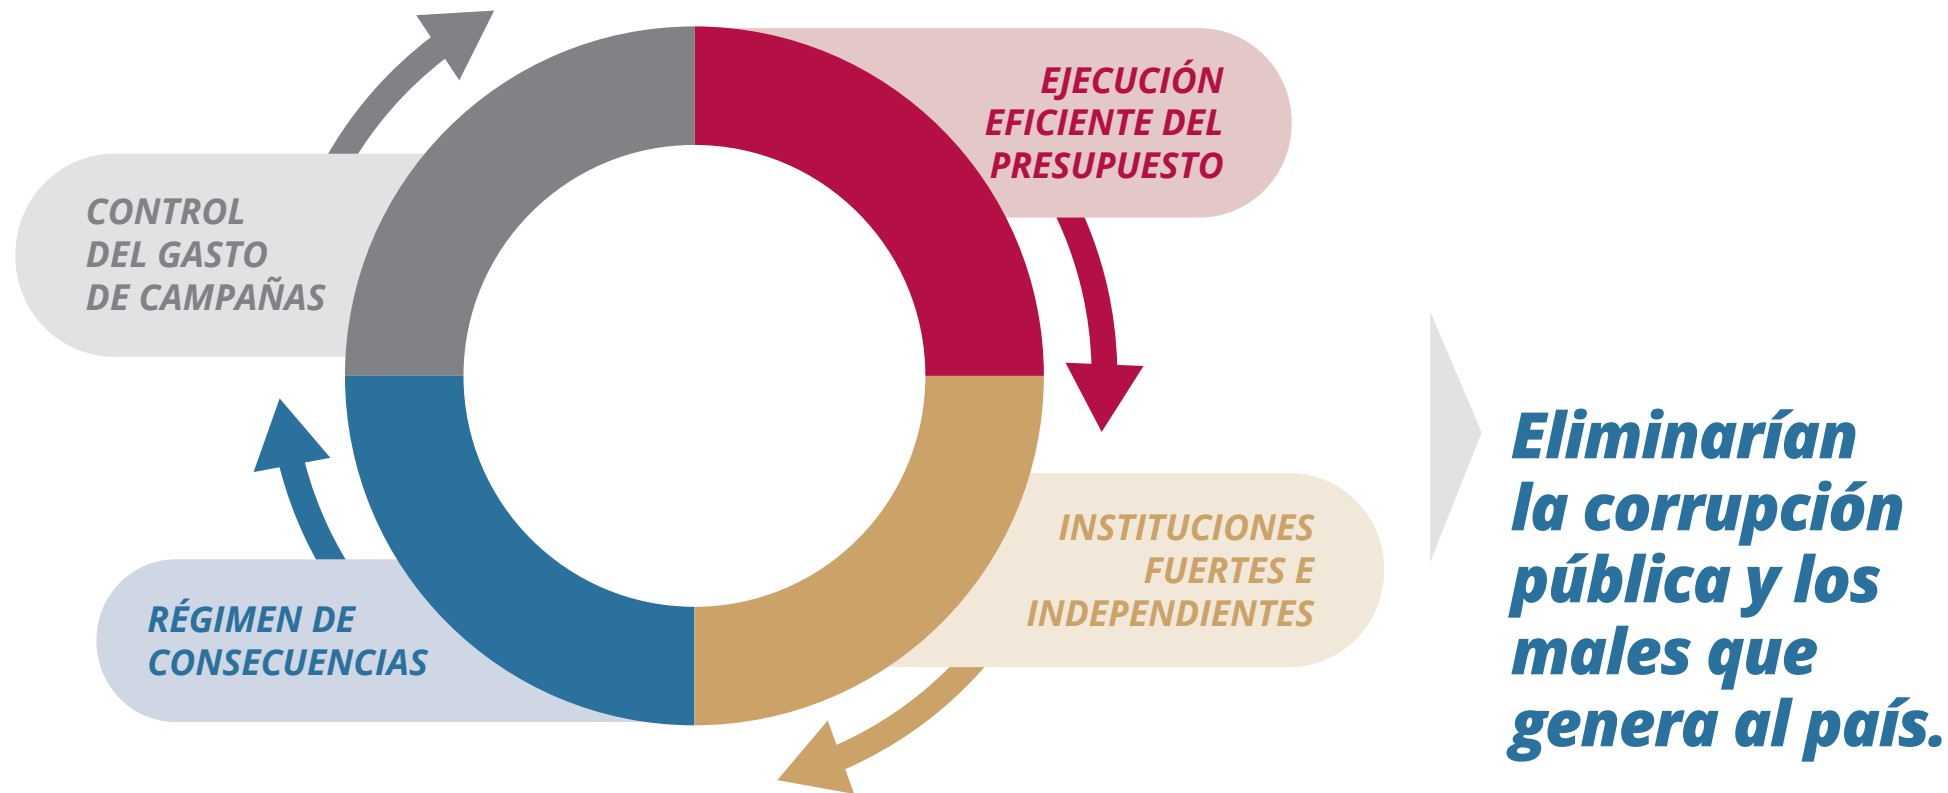 EJECUCIÓN
EFICIENTE DEL
PRESUPUESTO
CONTROL
DEL GASTO
DE CAMPAÑAS
INSTITUCIONES
FUERTES E
INDEPENDIENTES
RÉGIMEN DE
CONSECUENCIAS
Eliminarían
la corrupción
pública y los
males que
genera al país.